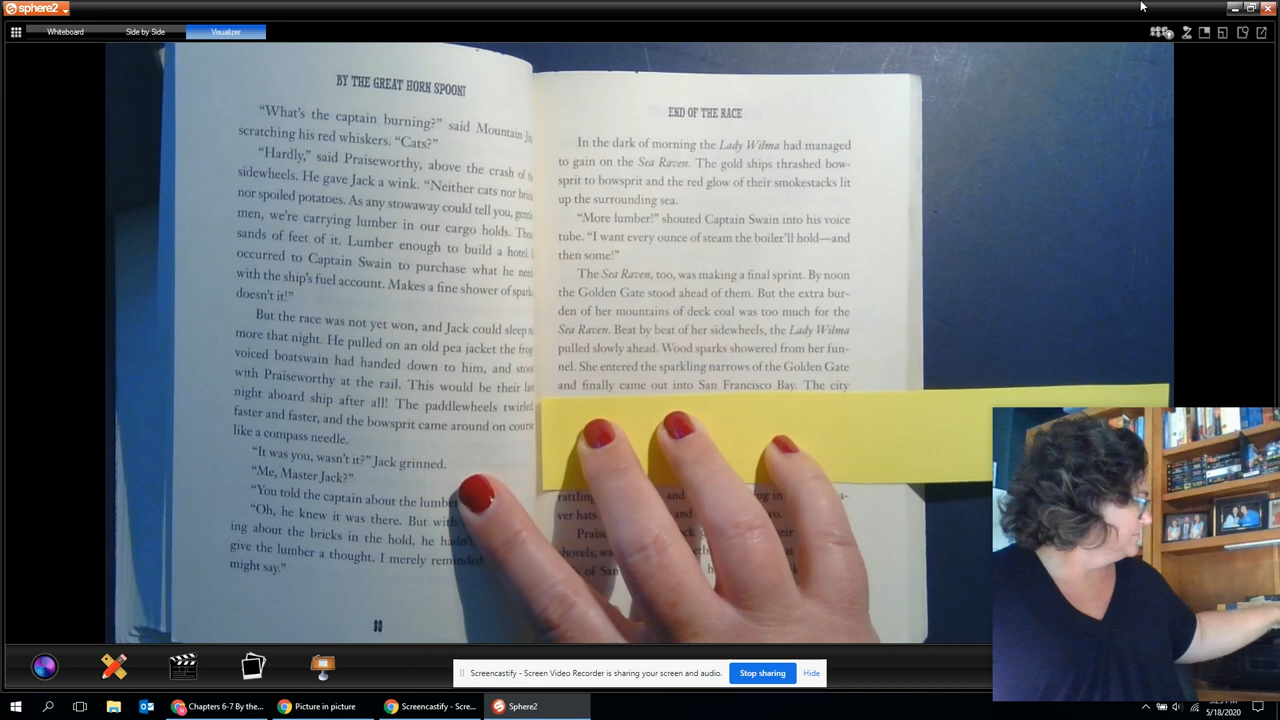 sphere2
Whiteboard
Side by Side
Visualizer
BY THE GREAT HORN SPOON!
"What's the captain burning?" said Mountain
scratching his red whiskers. "Cats?"
"Hardly," said Praiseworthy, above the crash of
sidewheels. He gave Jack a wink. "Neither cats nor
nor spoiled potatoes. As any stowaway could tell you,
men, we're carrying lumber in our cargo holds.
sands of feet of it. Lumber enough to build a hotel.
occurred to Captain Swain to purchase what he
with the ship's fuel account. Makes a fine shower of
doesn't it!"
But the race was not yet won, and Jack could sleep
more that night. He pulled on an old pea jacket the
voiced boatswain had handed down to him, and
with Praiseworthy at the rail. This would be their
night aboard ship after all! The paddlewheels twirled
faster and faster, and the bowsprit came around on course
like a compass needle.
"It was you, wasn't it?" Jack grinned.
"Me, Master Jack?"
"You told the captain about the
"Oh, he knew it was there. But with
ing about the bricks in the hold, he
give the lumber a thought. I merely
might say."
80
END OF THE RACE
In the dark of morning the Lady Wilma had managed
to gain on the Sea Raven. The gold ships thrashed bow-
sprit to bowsprit and the red glow of their smokestacks lit
up the surrounding sea.
"More lumber!" shouted Captain Swain into his voice
tube. "I want every ounce of steam the boiler'll hold—and
then some!"
The Sea Raven, too, was making a final sprint. By noon
the Golden Gate stood ahead of them. But the extra bur-
den of her mountains of deck coal was too much for the
Sea Raven. Beat by beat of her sidewheels, the Lady Wilma
pulled slowly ahead. Wood sparks showered from her fun-
nel. She entered the sparkling narrows of the Golden Gate
and finally came out into San Francisco Bay. The city
rattling and in
ver hats and
of San
Screencastify - Screen Video Recorder is sharing your screen and audio.
Stop sharing
Hide
Chapters 6-7 By the...
Picture in picture
Screencastify - Scre...
Sphere2
5/18/2020